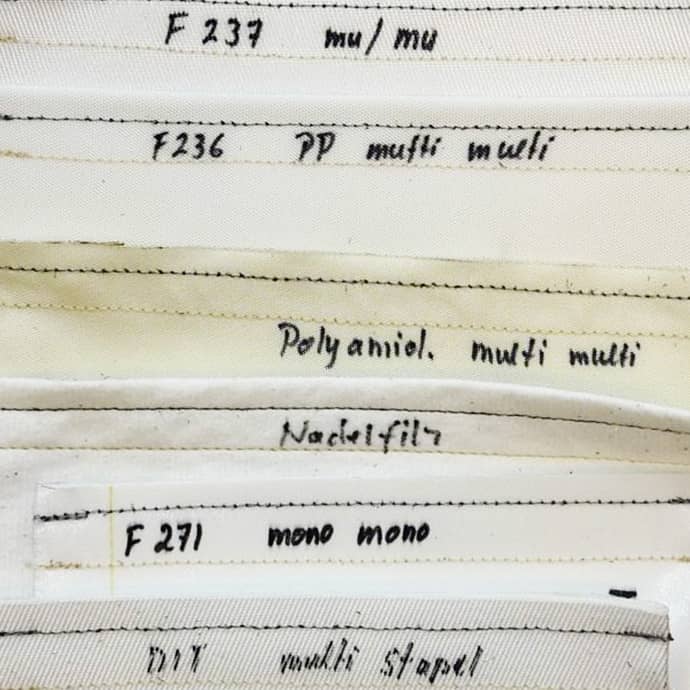 F 237 mu/mu
F236 PP multi multi
Polyamid. multi multi
Nadelfilz
F 271 mono mono
multi stapel